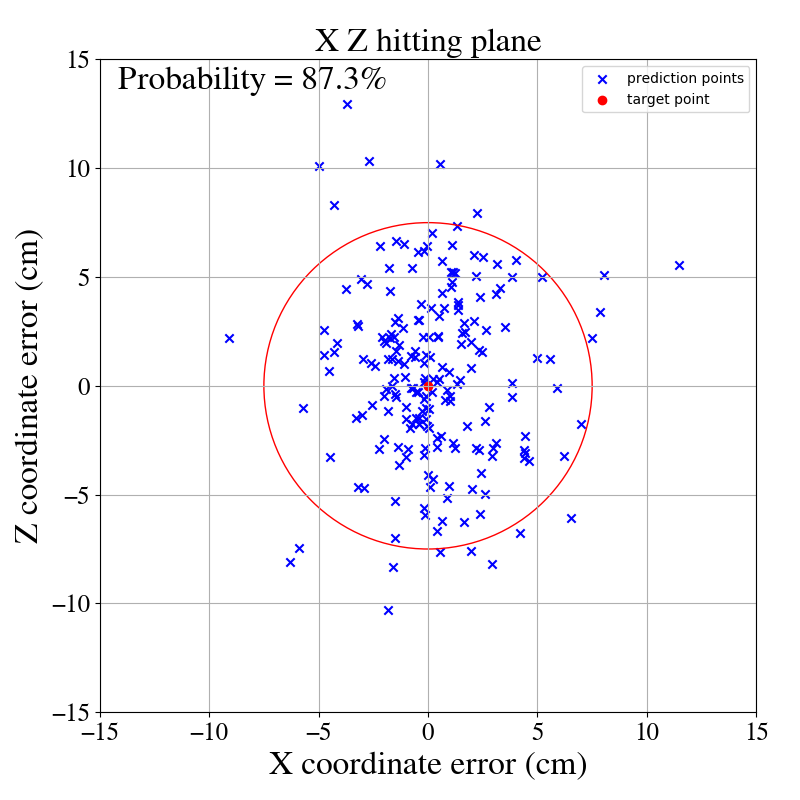 X Z hitting plane
Probability = 87.3%
prediction points
target point
15
10
5
0
−5
−10
−15
−15
−10
−5
0
5
10
15
Z coordinate error (cm)
X coordinate error (cm)